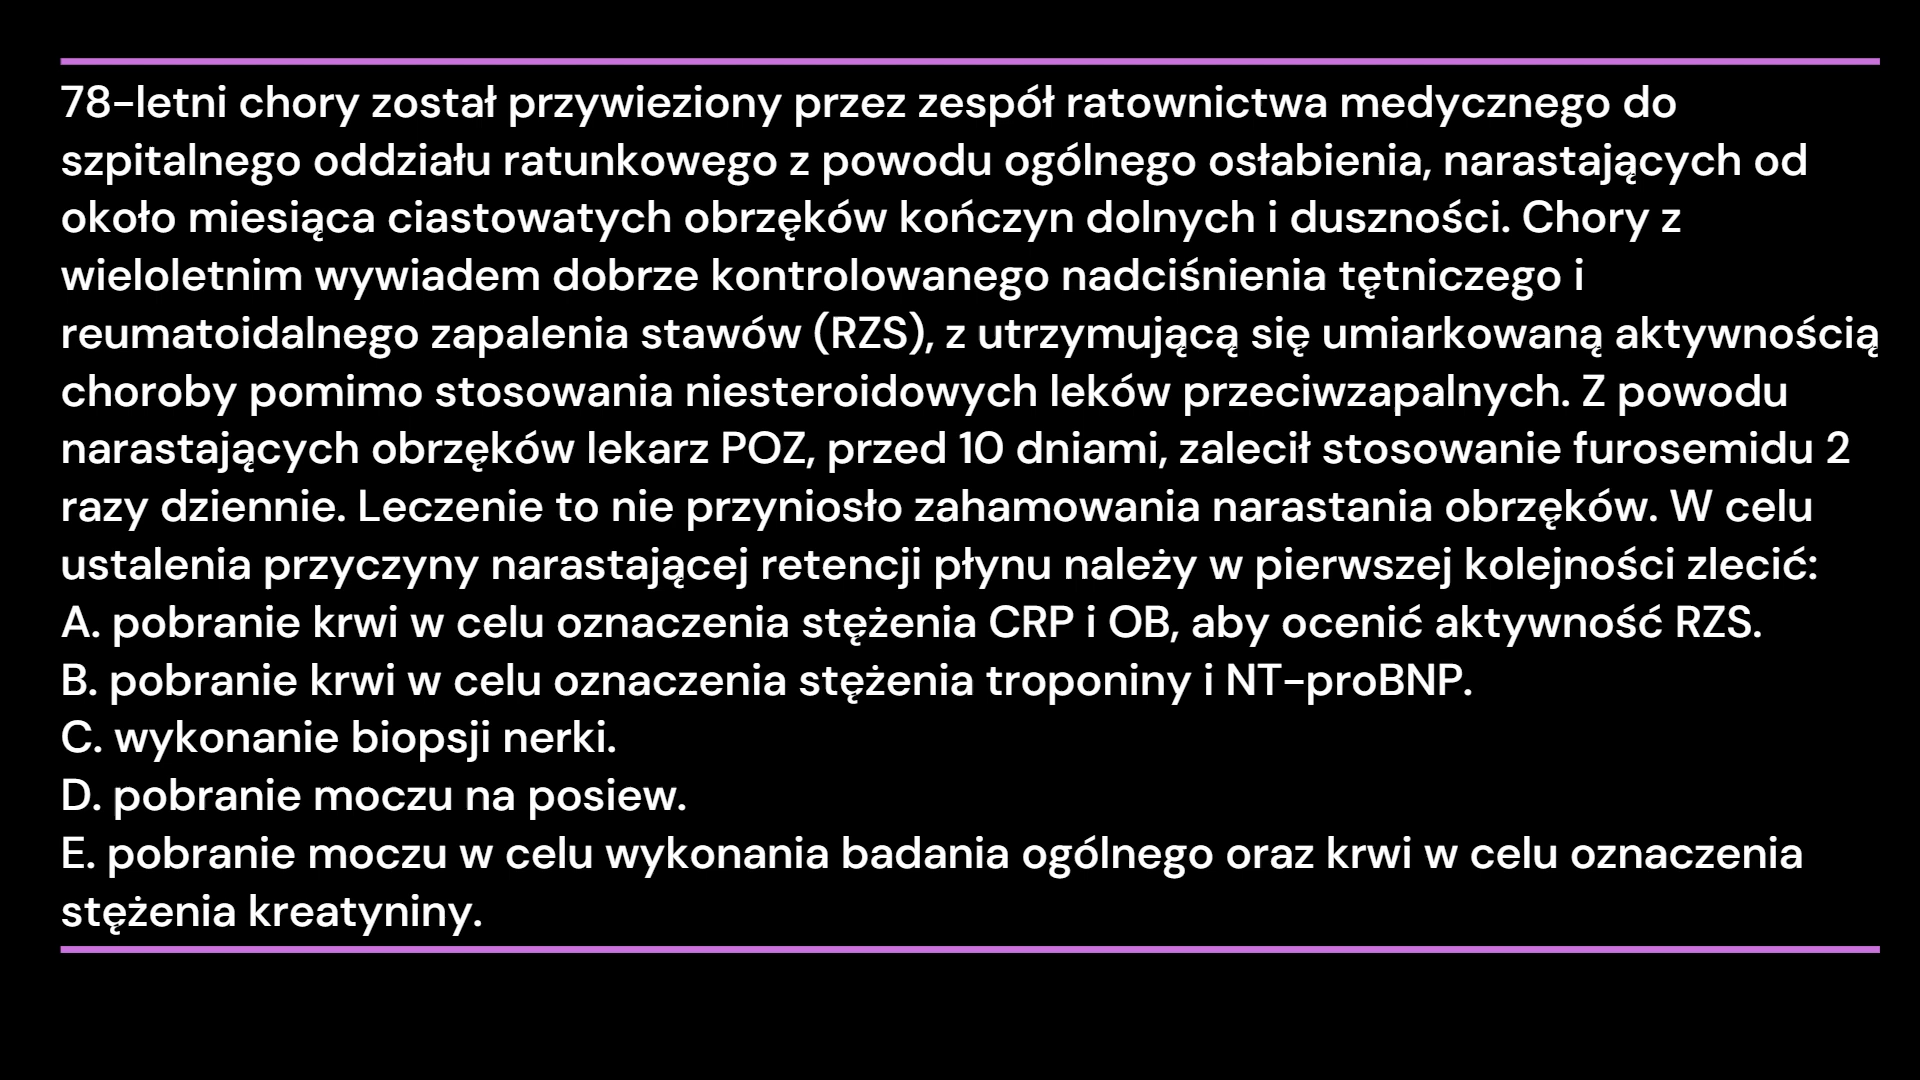 78-letni chory został przywieziony przez zespół ratownictwa medycznego do
szpitalnego oddziału ratunkowego z powodu ogólnego osłabienia, narastających od
około miesiąca ciastowatych obrzęków kończyn dolnych i duszności. Chory z
wieloletnim wywiadem dobrze kontrolowanego nadciśnienia tętniczego i
reumatoidalnego zapalenia stawów (RZS), z utrzymującą się umiarkowaną aktywnością
choroby pomimo stosowania niesteroidowych leków przeciwzapalnych. Z powodu
narastających obrzęków lekarz POZ, przed 10 dniami, zalecił stosowanie furosemidu 2
razy dziennie. Leczenie to nie przyniosło zahamowania narastania obrzęków. W celu
ustalenia przyczyny narastającej retencji płynu należy w pierwszej kolejności zlecić:
A. pobranie krwi w celu oznaczenia stężenia CRP i OB, aby ocenić aktywność RZS.
B. pobranie krwi w celu oznaczenia stężenia troponiny i NT-proBNP.
C. wykonanie biopsji nerki.
D. pobranie moczu na posiew.
E. pobranie moczu w celu wykonania badania ogólnego oraz krwi w celu oznaczenia
stężenia kreatyniny.